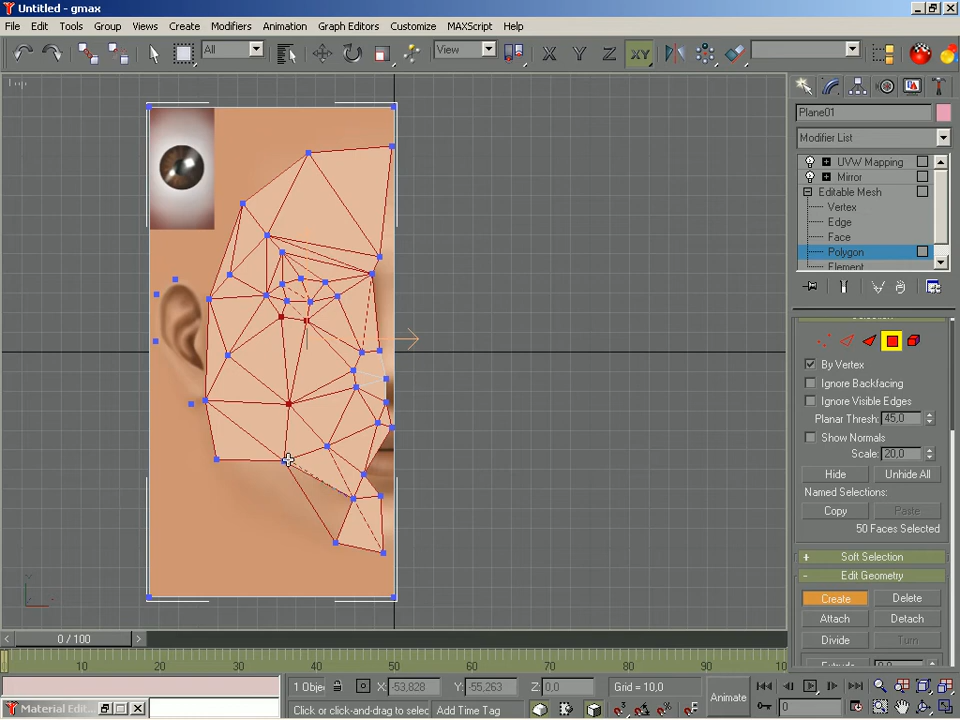 Untitled - gmax
File Edit Tools Group Views Create Modifiers Animation Graph Editors Customize MAXScript Help
All View X Y Z XY
Plane01
Modifier List
UVW Mapping
Mirror
Editable Mesh
Vertex
Edge
Face
Polygon
Element
By Vertex
Ignore Backfacing
Ignore Visible Edges
Planar Thresh: 45,0
Show Normals
Scale: 20,0
Hide Unhide All
Named Selections:
Copy Paste
50 Faces Selected
+ Soft Selection
- Edit Geometry
Create Delete
Attach Detach
Divide Turn
< 0 / 100 >
10 20 30 40 50 60 70 80 90
1 Objec X: -53,828 Y: -55,263 Z: 0,0 Grid = 10,0 Animate
0
Material Edit... Click or click-and-drag to selec Add Time Tag